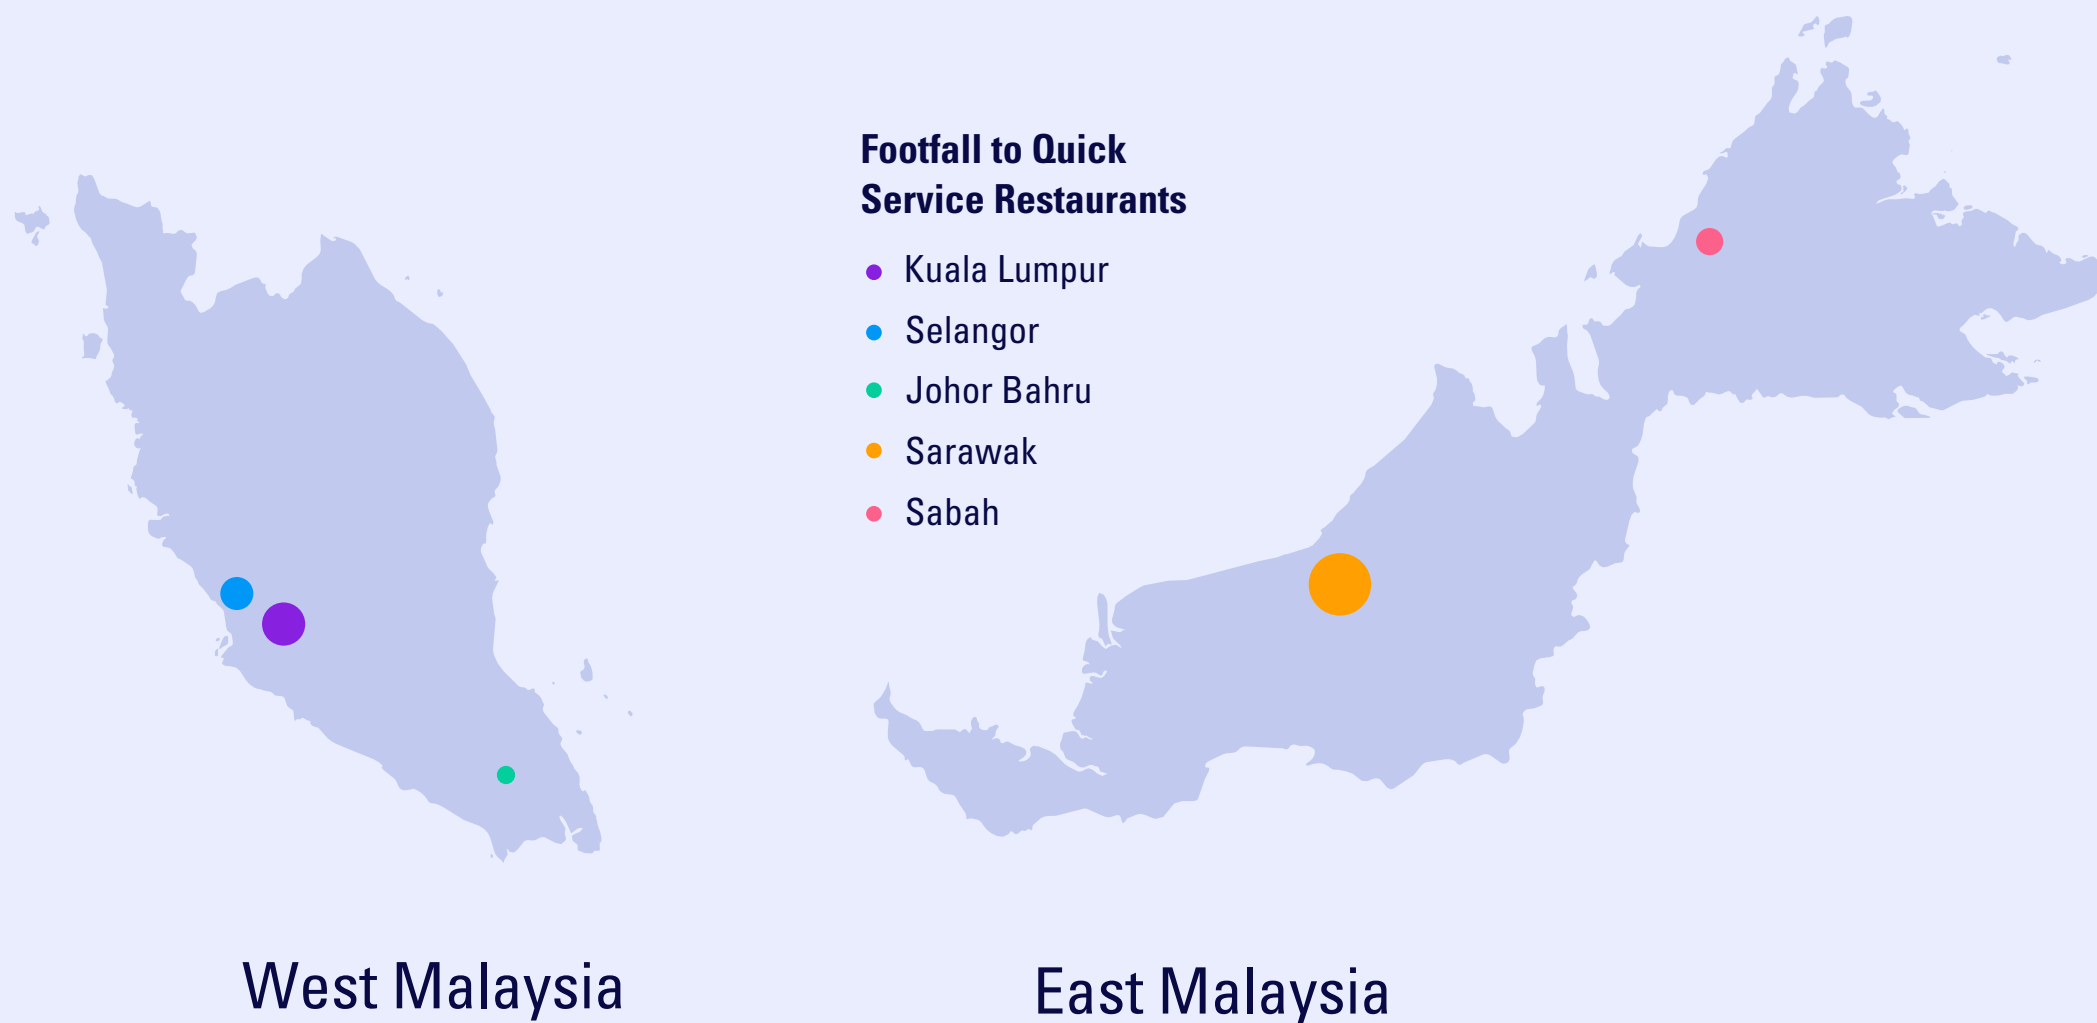 Footfall to Quick
Service Restaurants
Kuala Lumpur
Selangor
Johor Bahru
Sarawak
Sabah
West Malaysia
East Malaysia